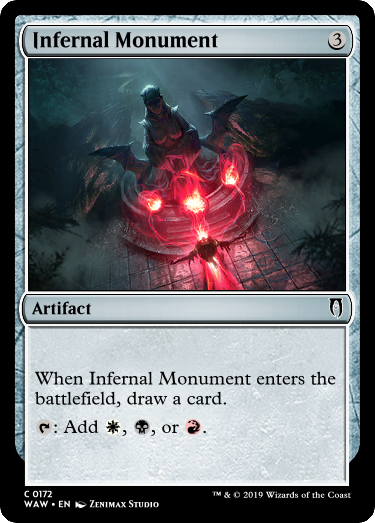 Infernal Monument 3
Artifact
When Infernal Monument enters the
battlefield, draw a card.
: Add , , or .
C 0172
WAW • EN ZENIMAX STUDIO
™ & © 2019 Wizards of the Coast